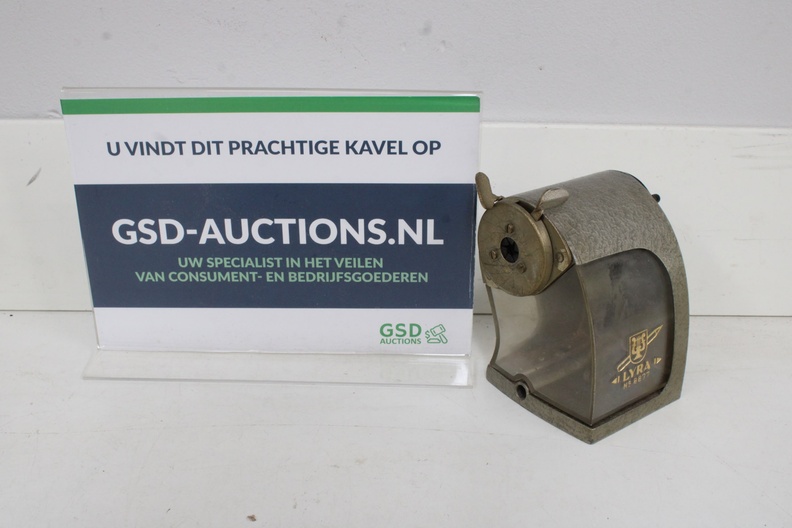 U VINDT DIT PRACHTIGE KAVEL OP
GSD-AUCTIONS.NL
UW SPECIALIST IN HET VEILEN
VAN CONSUMENT- EN BEDRIJFSGOEDEREN
GSD
AUCTIONS
LYRA